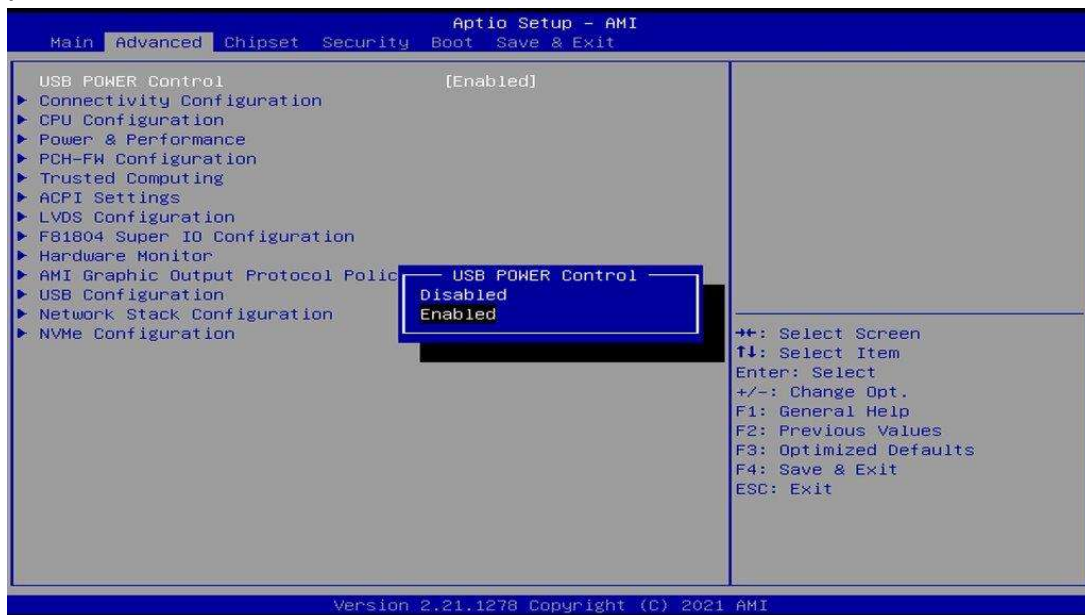 Aptio Setup – AMI
Main Advanced Chipset Security Boot Save & Exit
USB POWER Control [Enabled]
► Connectivity Configuration
► CPU Configuration
► Power & Performance
► PCH-FW Configuration
► Trusted Computing
► ACPI Settings
► LVDS Configuration
► F81804 Super IO Configuration
► Hardware Monitor
► AMI Graphic Output Protocol Polic
► USB Configuration
► Network Stack Configuration
► NVMe Configuration
USB POWER Control
Disabled
Enabled
→←: Select Screen
↑↓: Select Item
Enter: Select
+/-: Change Opt.
F1: General Help
F2: Previous Values
F3: Optimized Defaults
F4: Save & Exit
ESC: Exit
Version 2.21.1278 Copyright (C) 2021 AMI